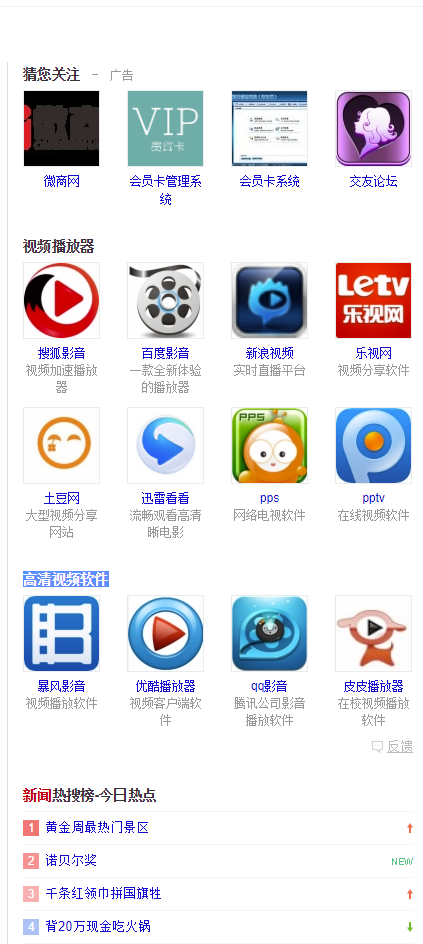 猜您关注 - 广告
微商
VIP
贵宾卡
微商网
会员卡管理系
统
会员卡系统
交友论坛
视频播放器
Letv
乐视网
搜狐影音
视频加速播放
器
百度影音
一款全新体验
的播放器
新浪视频
实时直播平台
乐视网
视频分享软件
PPS
土豆网
大型视频分享
网站
迅雷看看
流畅观看高清
晰电影
pps
网络电视软件
pptv
在线视频软件
高清视频软件
暴风影音
视频播放软件
优酷播放器
视频客户端软
件
qq影音
腾讯公司影音
播放软件
皮皮播放器
在校视频播放
软件
反馈
新闻热搜榜-今日热点
1 黄金周最热门景区
2 诺贝尔奖 NEW
3 千条红领巾拼国旗牲
4 背20万现金吃火锅